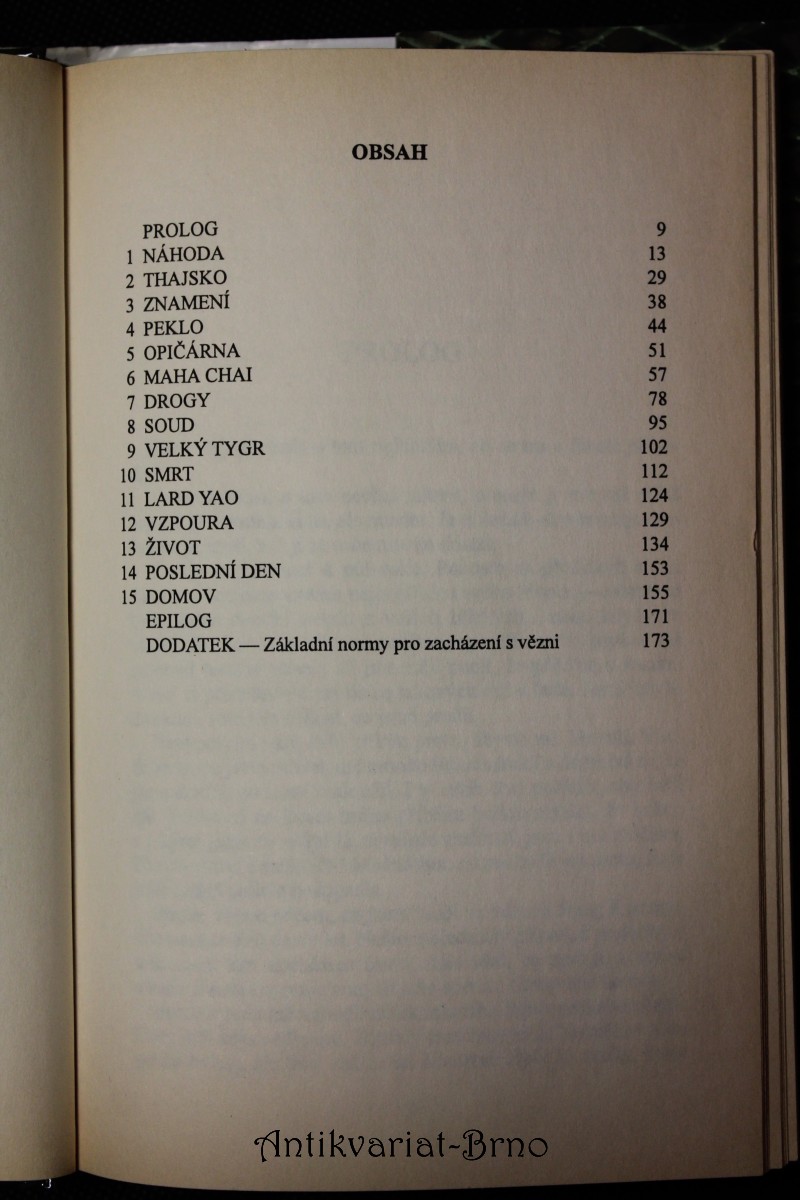 OBSAH
PROLOG 9
1 NÁHODA 13
2 THAJSKO 29
3 ZNAMENÍ 38
4 PEKLO 44
5 OPIČÁRNA 51
6 MAHA CHAI 57
7 DROGY 78
8 SOUD 95
9 VELKÝ TYGR 102
10 SMRT 112
11 LARD YAO 124
12 VZPOURA 129
13 ŽIVOT 134
14 POSLEDNÍ DEN 153
15 DOMOV 155
EPILOG 171
DODATEK — Základní normy pro zacházení s vězni 173
Antikvariat-Brno